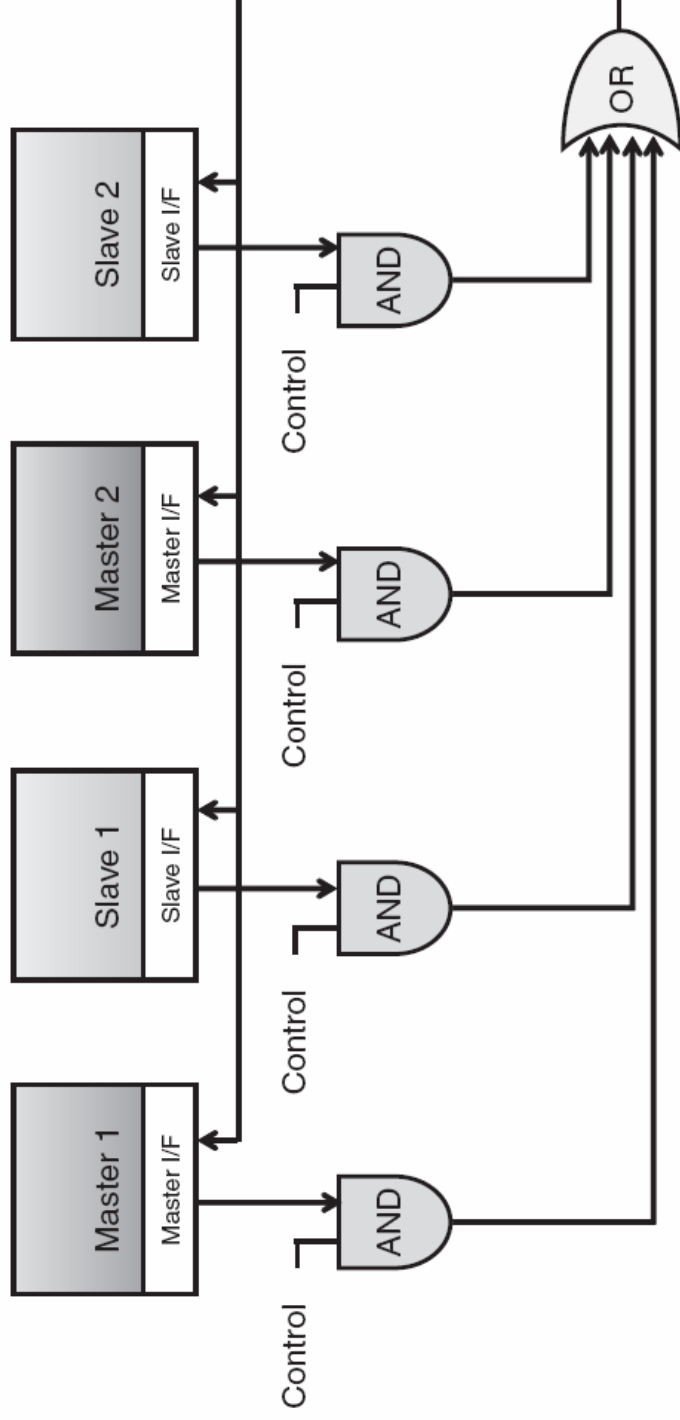 Master 1
Slave 1
Master 2
Slave 2
Master I/F
Slave I/F
Master I/F
Slave I/F
Control
Control
Control
Control
AND
AND
AND
AND
OR